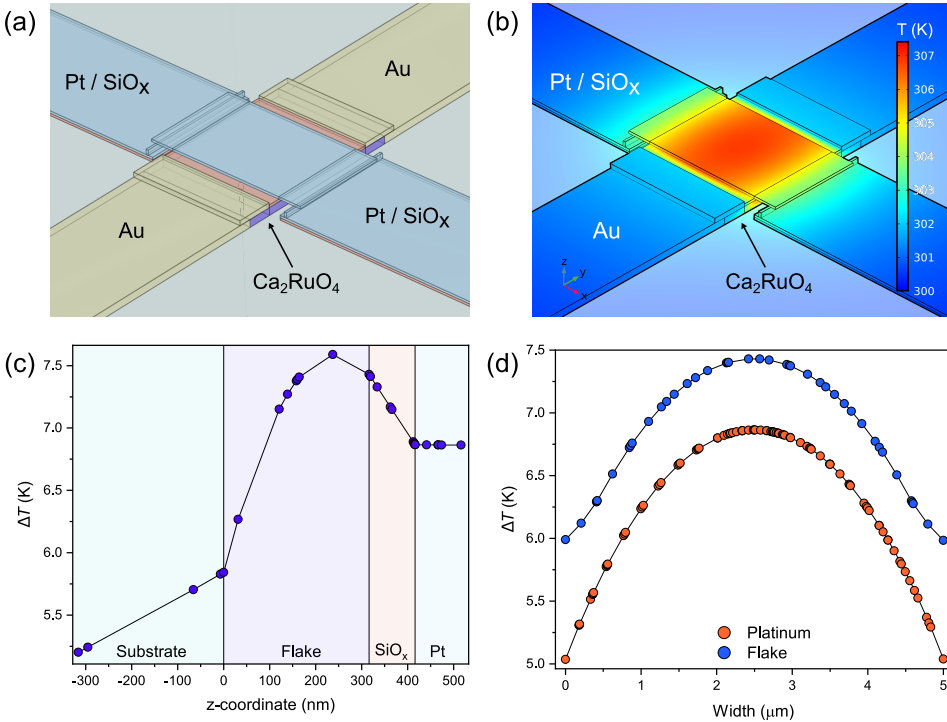 (a)
Pt / SiOx
Au
Au
Pt / SiOx
Ca2RuO4
(b)
T (K)
307
306
305
304
303
302
301
300
Pt / SiOx
Au
z
y
x
Ca2RuO4
(c)
7.5
7.0
6.5
6.0
5.5
ΔT (K)
Substrate
Flake
SiOx
Pt
-300 -200 -100 0 100 200 300 400 500
z-coordinate (nm)
(d)
7.5
7.0
6.5
6.0
5.5
5.0
ΔT (K)
Platinum
Flake
0 1 2 3 4 5
Width (μm)